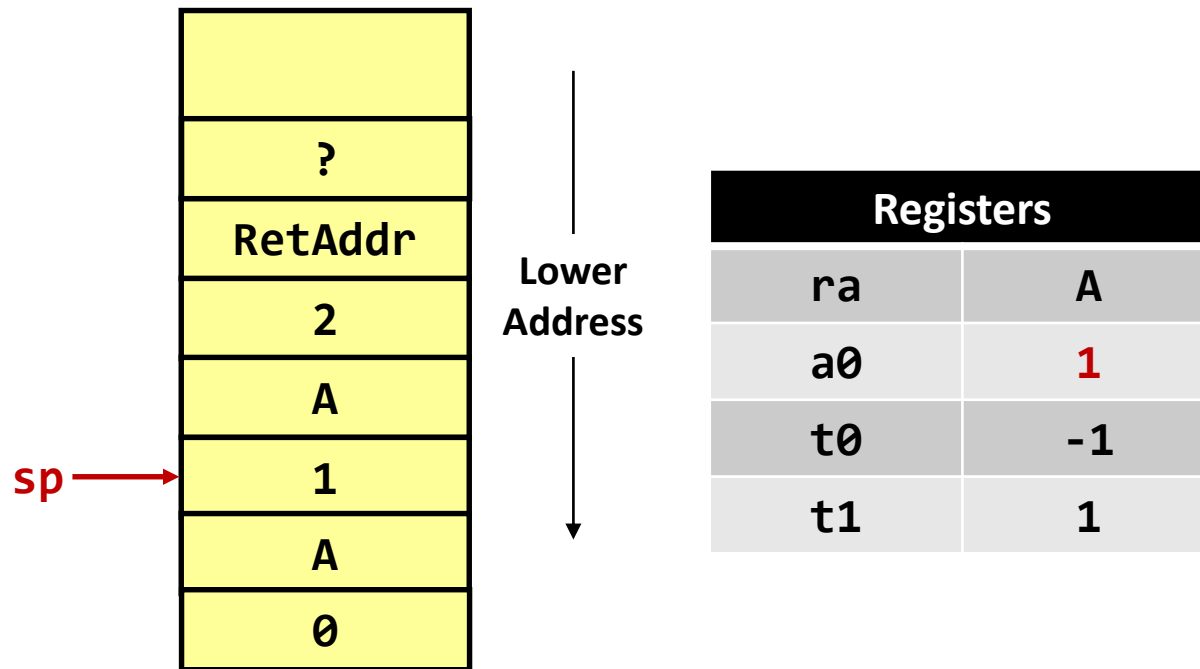 ?
RetAddr
2
A
sp
1
A
0
Lower
Address
Registers
ra A
a0 1
t0 -1
t1 1